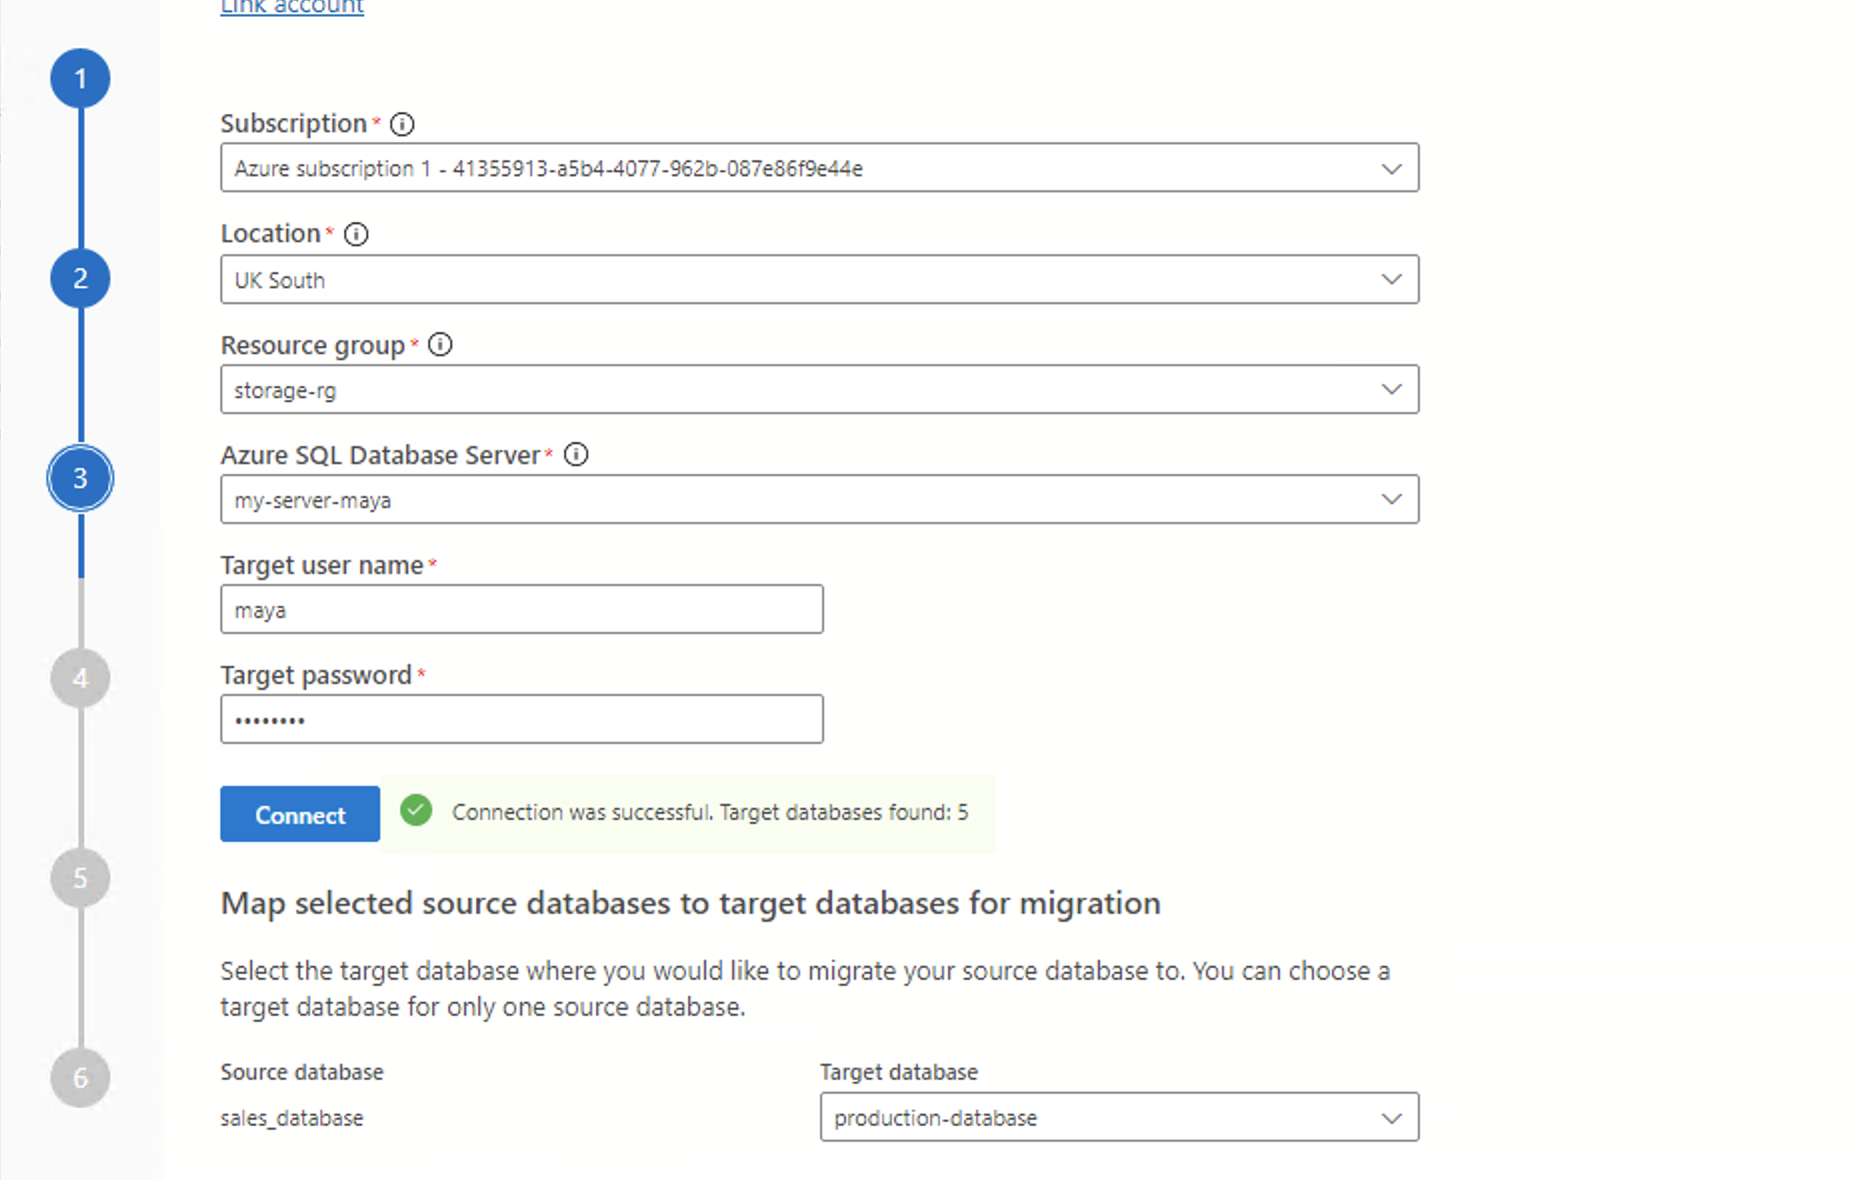 Link account
1
Subscription *
Azure subscription 1 - 41355913-a5b4-4077-962b-087e86f9e44e
Location *
2
UK South
Resource group *
storage-rg
Azure SQL Database Server *
3
my-server-maya
Target user name *
maya
Target password *
4
••••••••
Connect
Connection was successful. Target databases found: 5
5
Map selected source databases to target databases for migration
Select the target database where you would like to migrate your source database to. You can choose a
target database for only one source database.
Source database Target database
6
sales_database production-database